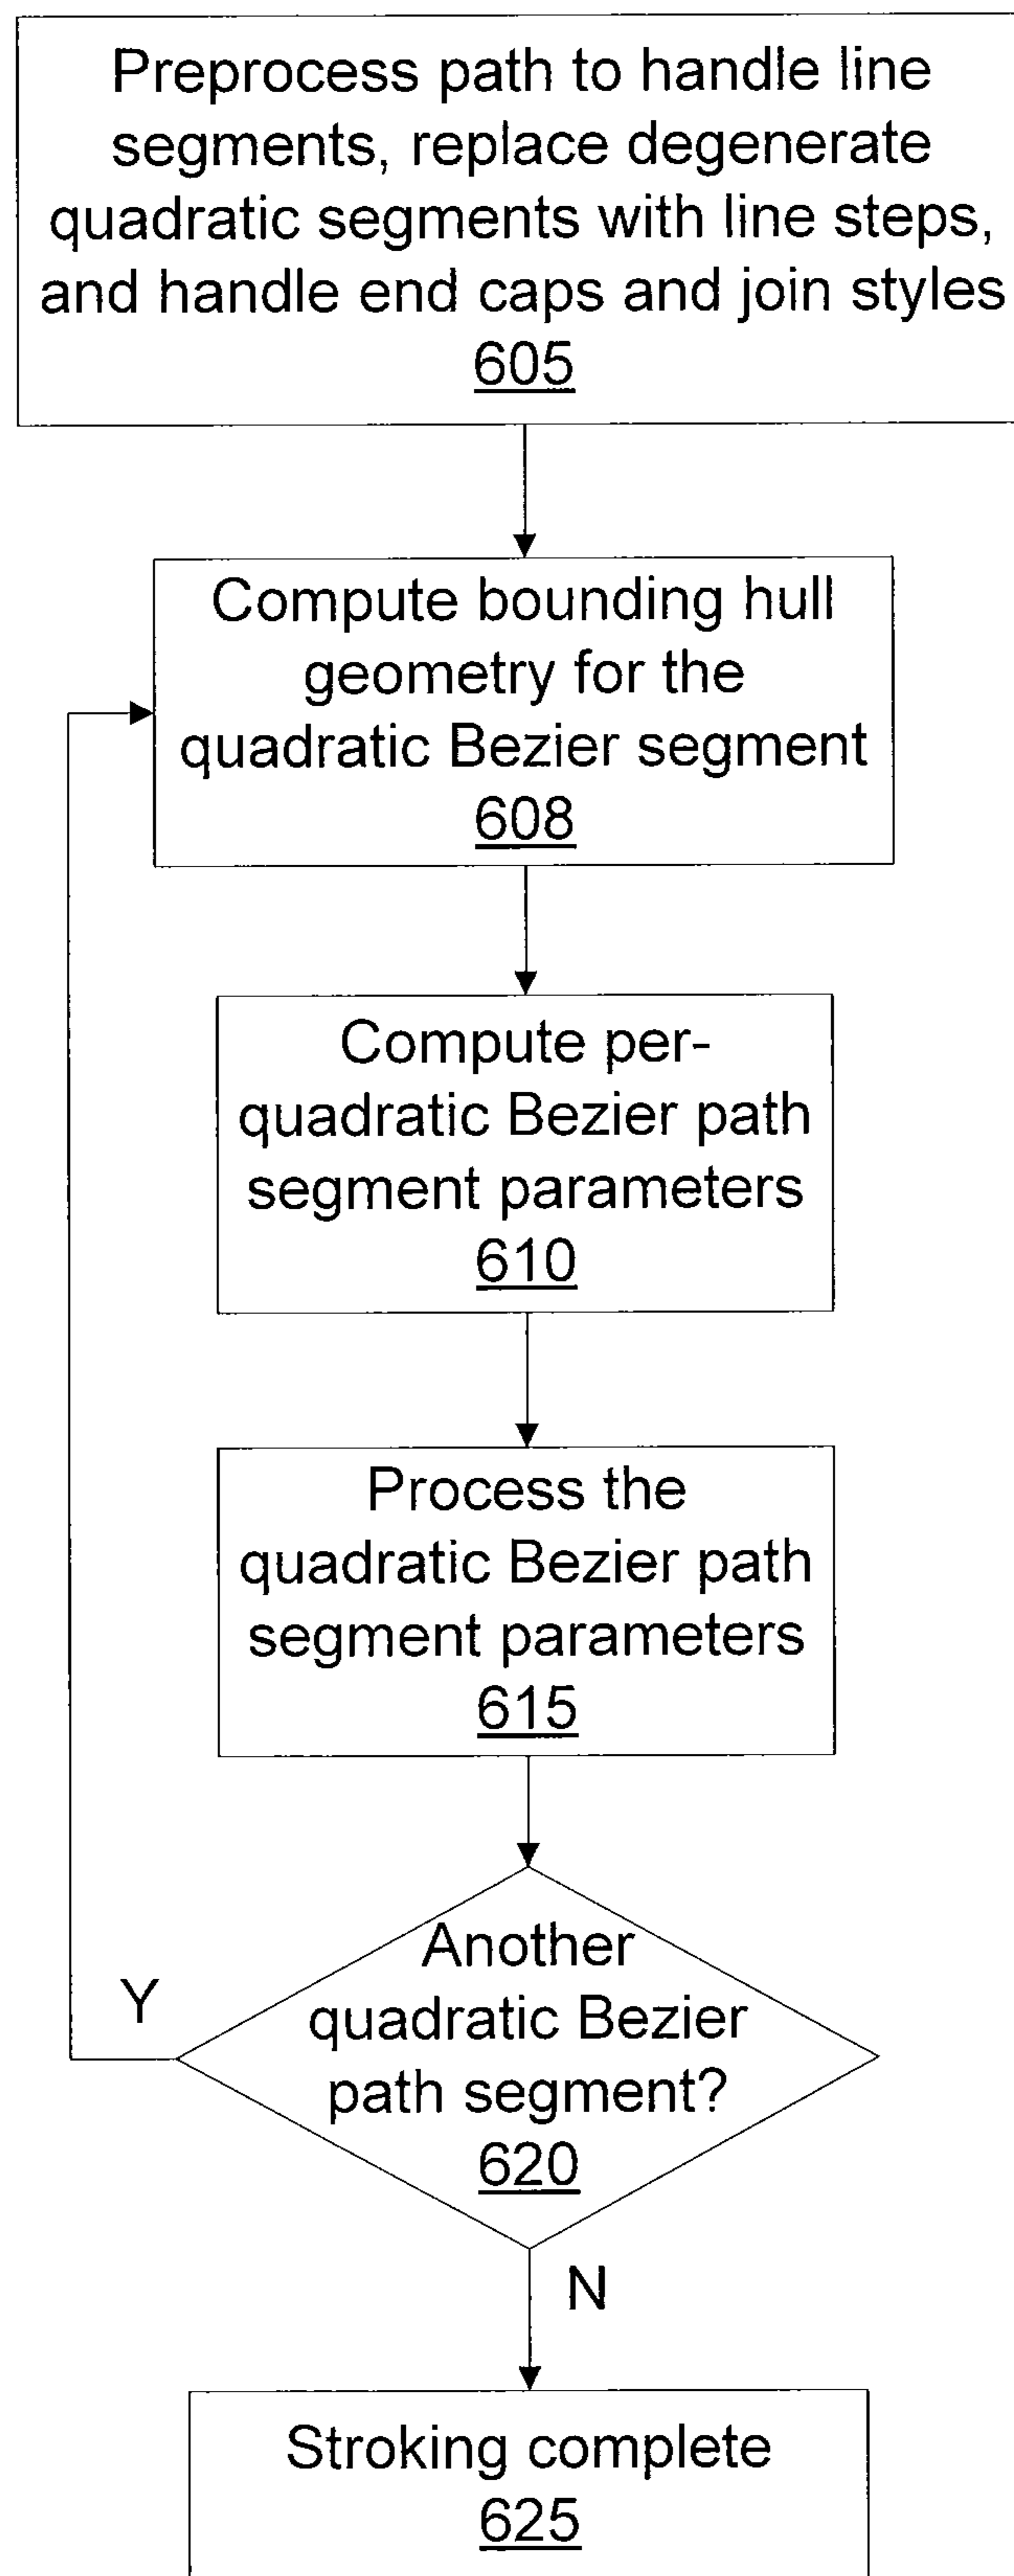 Preprocess path to handle line
segments, replace degenerate
quadratic segments with line steps,
and handle end caps and join styles
605
Compute bounding hull
geometry for the
quadratic Bezier segment
608
Compute per-
quadratic Bezier path
segment parameters
610
Process the
quadratic Bezier path
segment parameters
615
Another
quadratic Bezier
path segment?
620
Y
N
Stroking complete
625